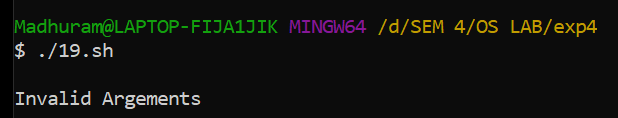 Madhuram@LAPTOP-FIJA1JIK MINGW64 /d/SEM 4/OS LAB/exp4
$ ./19.sh
Invalid Argements